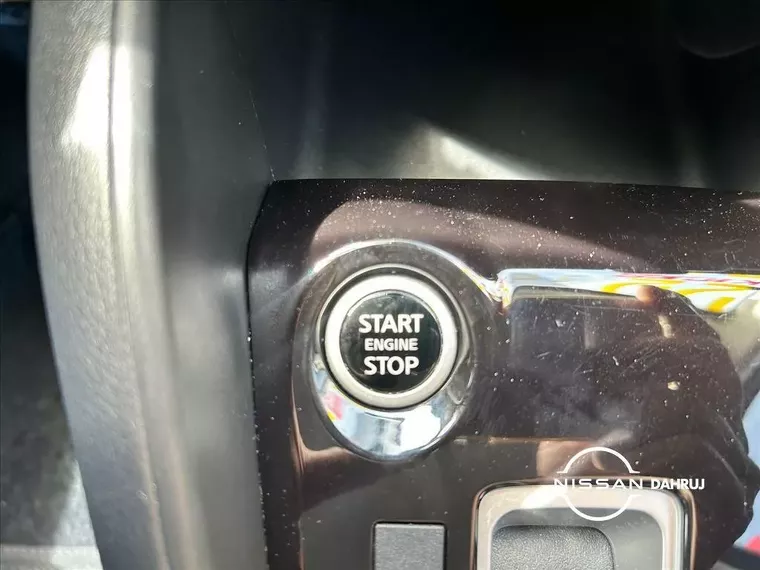 START
ENGINE
STOP
NISSAN DAHRUJ